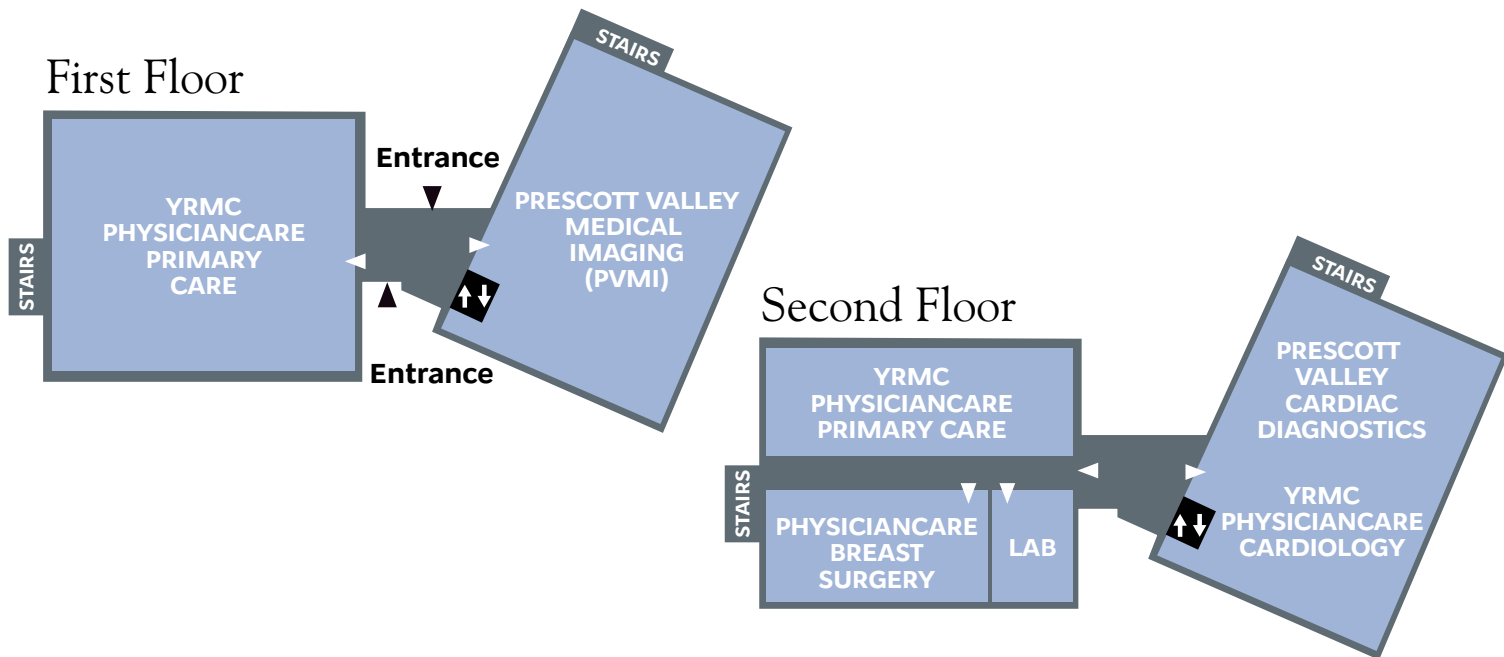 First Floor
STAIRS
YRMC
PHYSICIANCARE
PRIMARY
CARE
STAIRS
Entrance
Entrance
PRESCOTT VALLEY
MEDICAL
IMAGING
(PVMI)
Second Floor
STAIRS
YRMC
PHYSICIANCARE
PRIMARY CARE
STAIRS
PHYSICIANCARE
BREAST
SURGERY
LAB
PRESCOTT
VALLEY
CARDIAC
DIAGNOSTICS
YRMC
PHYSICIANCARE
CARDIOLOGY